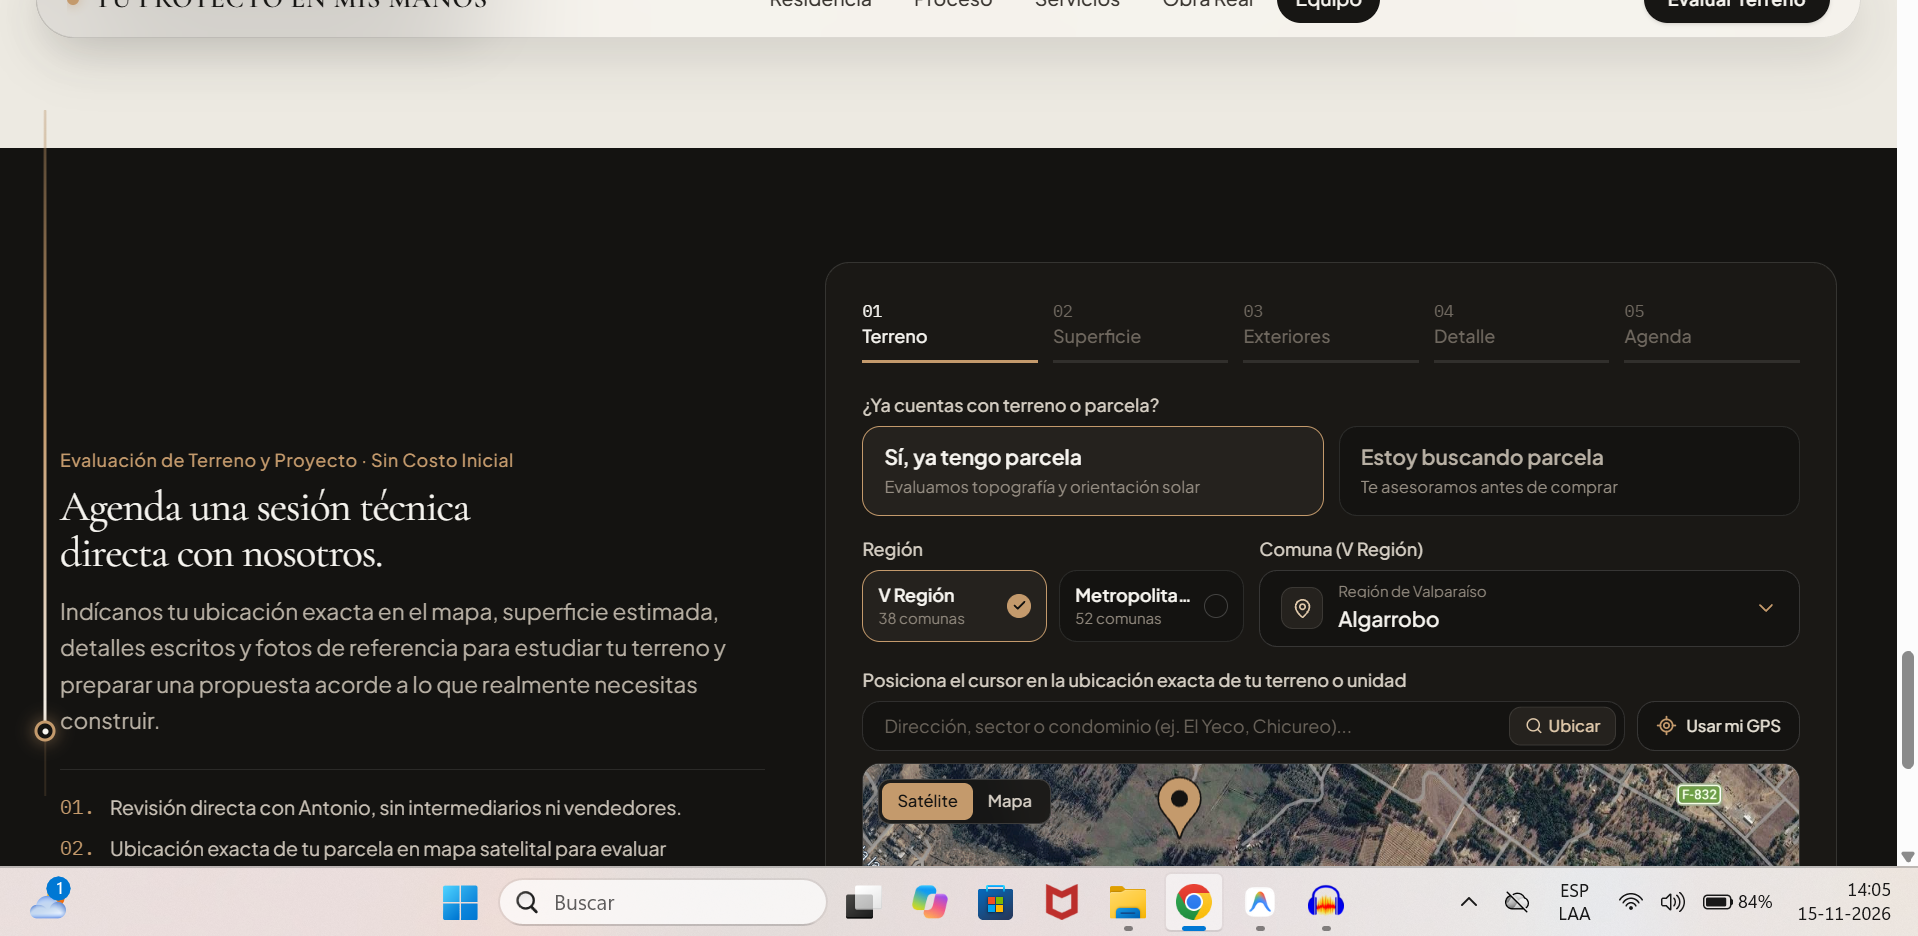 TU PROYECTO EN MIS MANOS
Residencia
Proceso
Servicios
Obra Real
Equipo
Evaluar Terreno
Evaluación de Terreno y Proyecto · Sin Costo Inicial
Agenda una sesión técnica
directa con nosotros.
Indícanos tu ubicación exacta en el mapa, superficie estimada,
detalles escritos y fotos de referencia para estudiar tu terreno y
preparar una propuesta acorde a lo que realmente necesitas
construir.
01. Revisión directa con Antonio, sin intermediarios ni vendedores.
02. Ubicación exacta de tu parcela en mapa satelital para evaluar
01
Terreno
02
Superficie
03
Exteriores
04
Detalle
05
Agenda
¿Ya cuentas con terreno o parcela?
Sí, ya tengo parcela
Evaluamos topografía y orientación solar
Estoy buscando parcela
Te asesoramos antes de comprar
Región
V Región
38 comunas
Metropolita...
52 comunas
Comuna (V Región)
Región de Valparaíso
Algarrobo
Posiciona el cursor en la ubicación exacta de tu terreno o unidad
Dirección, sector o condominio (ej. El Yeco, Chicureo)...
Ubicar
Usar mi GPS
Satélite
Mapa
F-832
1
Buscar
ESP
LAA
84%
14:05
15-11-2026